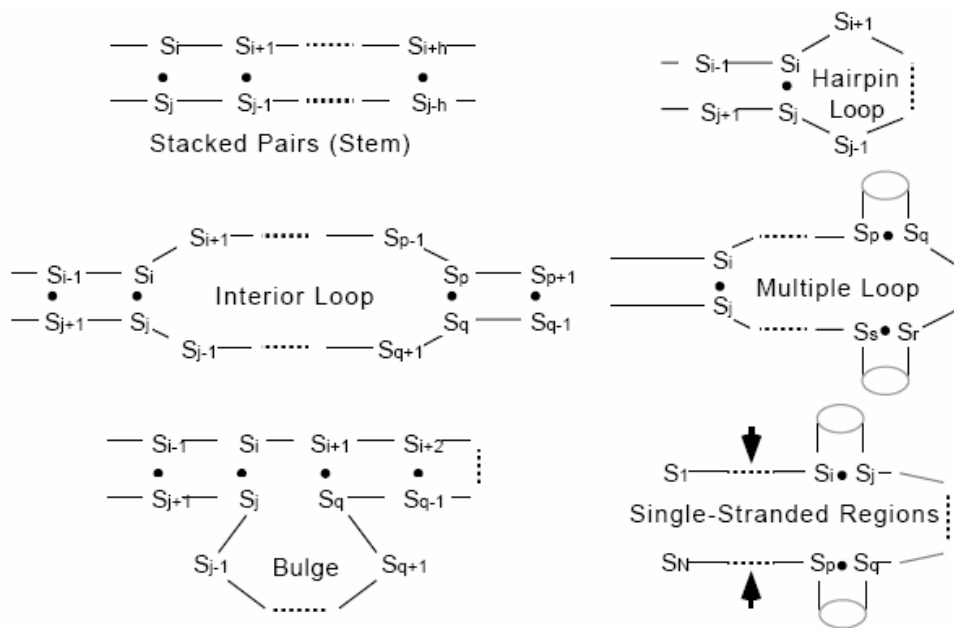 Si Si+1 Si+h
Sj Sj-1 Sj-h
Stacked Pairs (Stem)
Si+1
Si-1 Si
Hairpin
Loop
Sj+1 Sj
Sj-1
Si+1 Sp-1
Si-1 Si Sp Sp+1
Interior Loop
Sj+1 Sj Sq Sq-1
Sj-1 Sq+1
Sp Sq
Si
Multiple Loop
Sj
Ss Sr
Si-1 Si Si+1 Si+2
Sj+1 Sj Sq Sq-1
Sj-1 Bulge Sq+1
S1 Si Sj
Single-Stranded Regions
SN Sp Sq